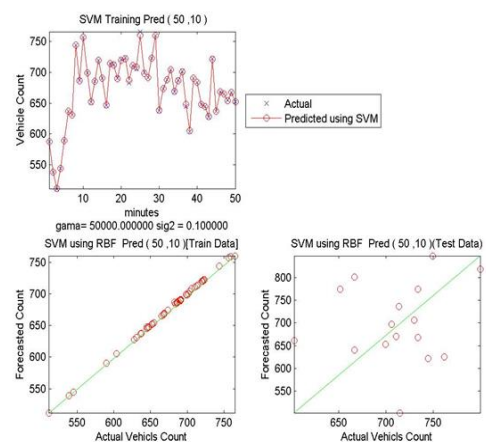 SVM Training Pred ( 50 ,10 )
Vehicle Count
750
700
650
600
550
10 20 30 40 50
minutes
gama= 50000.000000 sig2 = 0.100000
Actual
Predicted using SVM
SVM using RBF Pred ( 50 ,10 )[Train Data]
Forecasted Count
750
700
650
600
550
550 600 650 700 750
Actual Vehicls Count
SVM using RBF Pred ( 50 ,10 )(Test Data)
Forecasted Count
800
750
700
650
600
550
650 700 750
Actual Vehicls Count